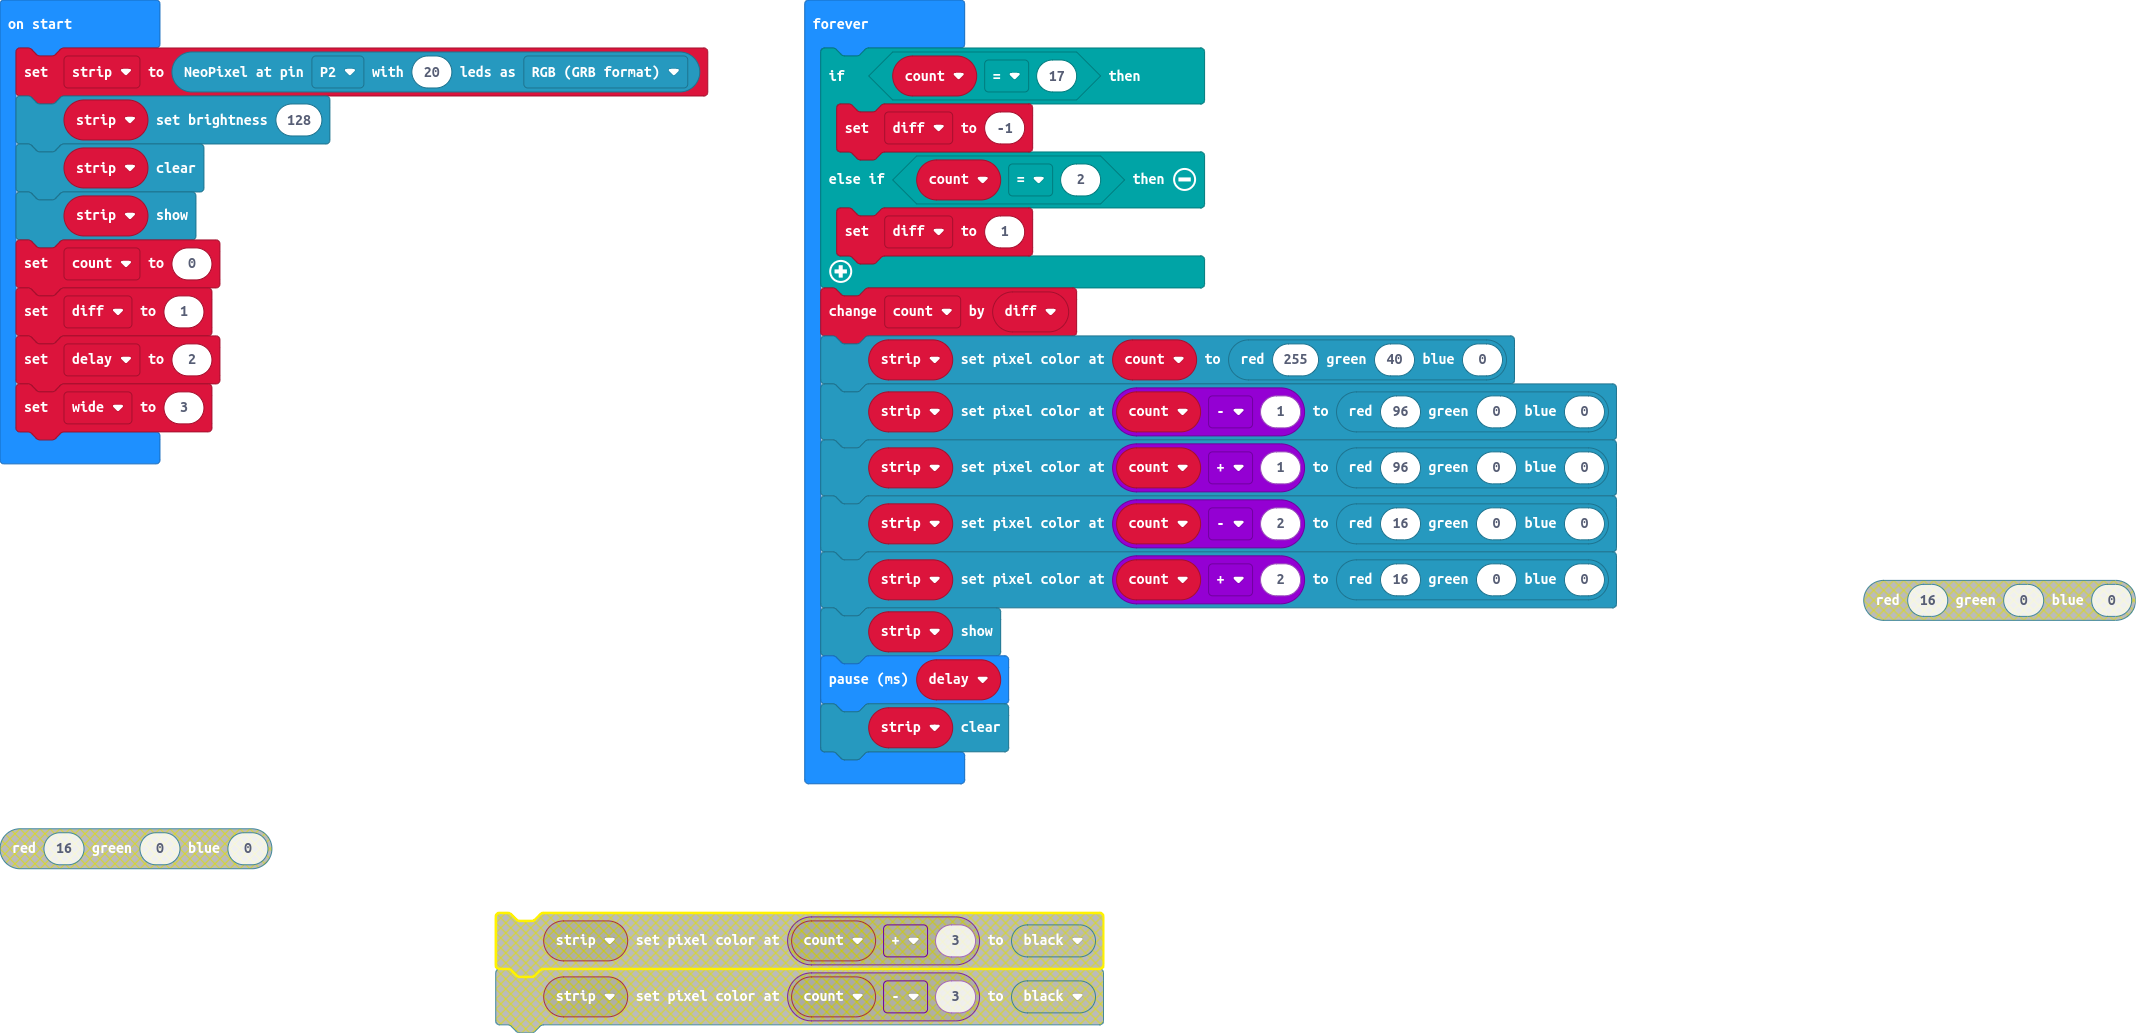 on start
set strip to NeoPixel at pin P2 with 20 leds as RGB (GRB format)
strip set brightness 128
strip clear
strip show
set count to 0
set diff to 1
set delay to 2
set wide to 3
forever
if count = 17 then
set diff to -1
else if count = 2 then
set diff to 1
change count by diff
strip set pixel color at count to red 255 green 40 blue 0
strip set pixel color at count - 1 to red 96 green 0 blue 0
strip set pixel color at count + 1 to red 96 green 0 blue 0
strip set pixel color at count - 2 to red 16 green 0 blue 0
strip set pixel color at count + 2 to red 16 green 0 blue 0
strip show
pause (ms) delay
strip clear
red 16 green 0 blue 0
red 16 green 0 blue 0
strip set pixel color at count + 3 to black
strip set pixel color at count - 3 to black